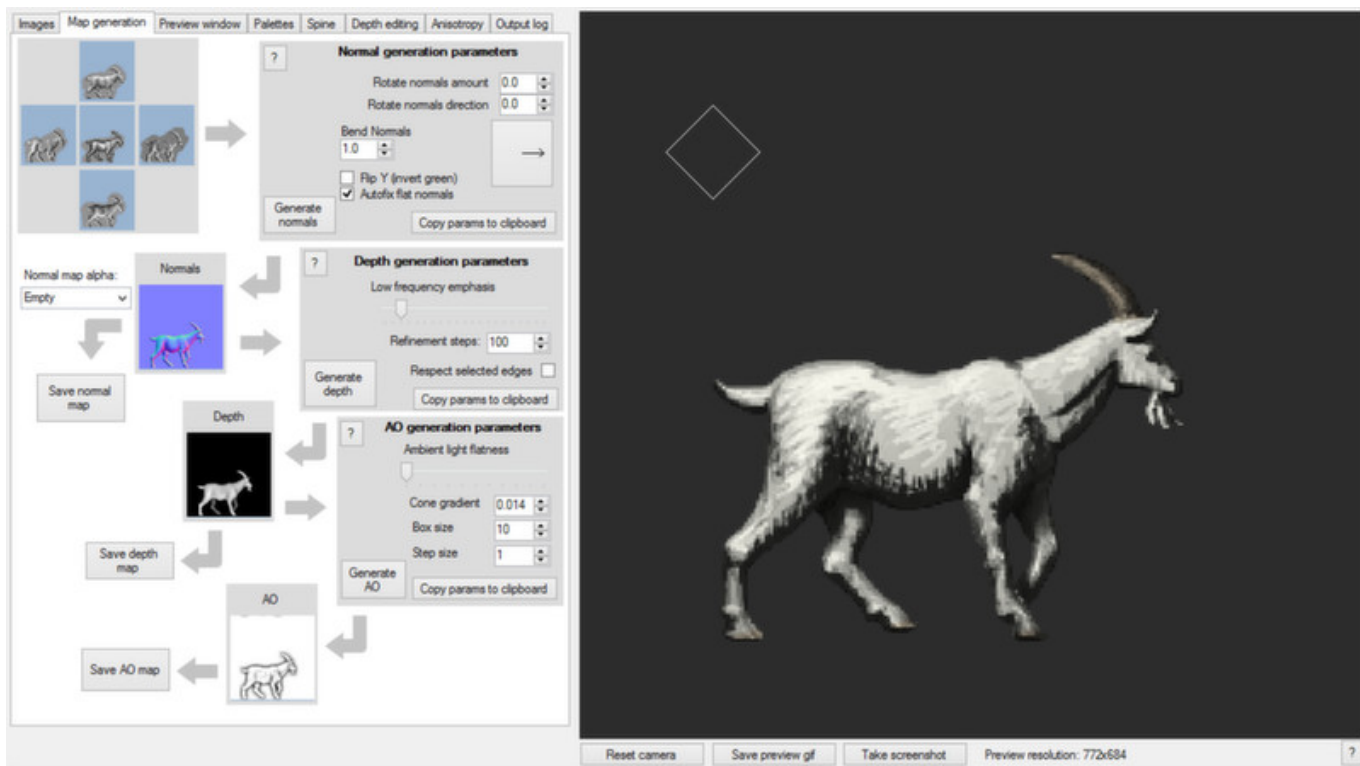 Images Map generation Preview window Palettes Spine Depth editing Anisotropy Output log
? Normal generation parameters
Rotate normals amount 0.0
Rotate normals direction 0.0
Bend Normals
1.0
Flip Y (invert green)
Autofix flat normals
Generate normals
Copy params to clipboard
Normal map alpha:
Empty
Normals
Save normal map
? Depth generation parameters
Low frequency emphasis
Refinement steps: 100
Respect selected edges
Generate depth
Copy params to clipboard
Depth
Save depth map
? AO generation parameters
Ambient light flatness
Cone gradient 0.014
Box size 10
Step size 1
Generate AO
Copy params to clipboard
AO
Save AO map
Reset camera Save preview gif Take screenshot Preview resolution: 772x684 ?